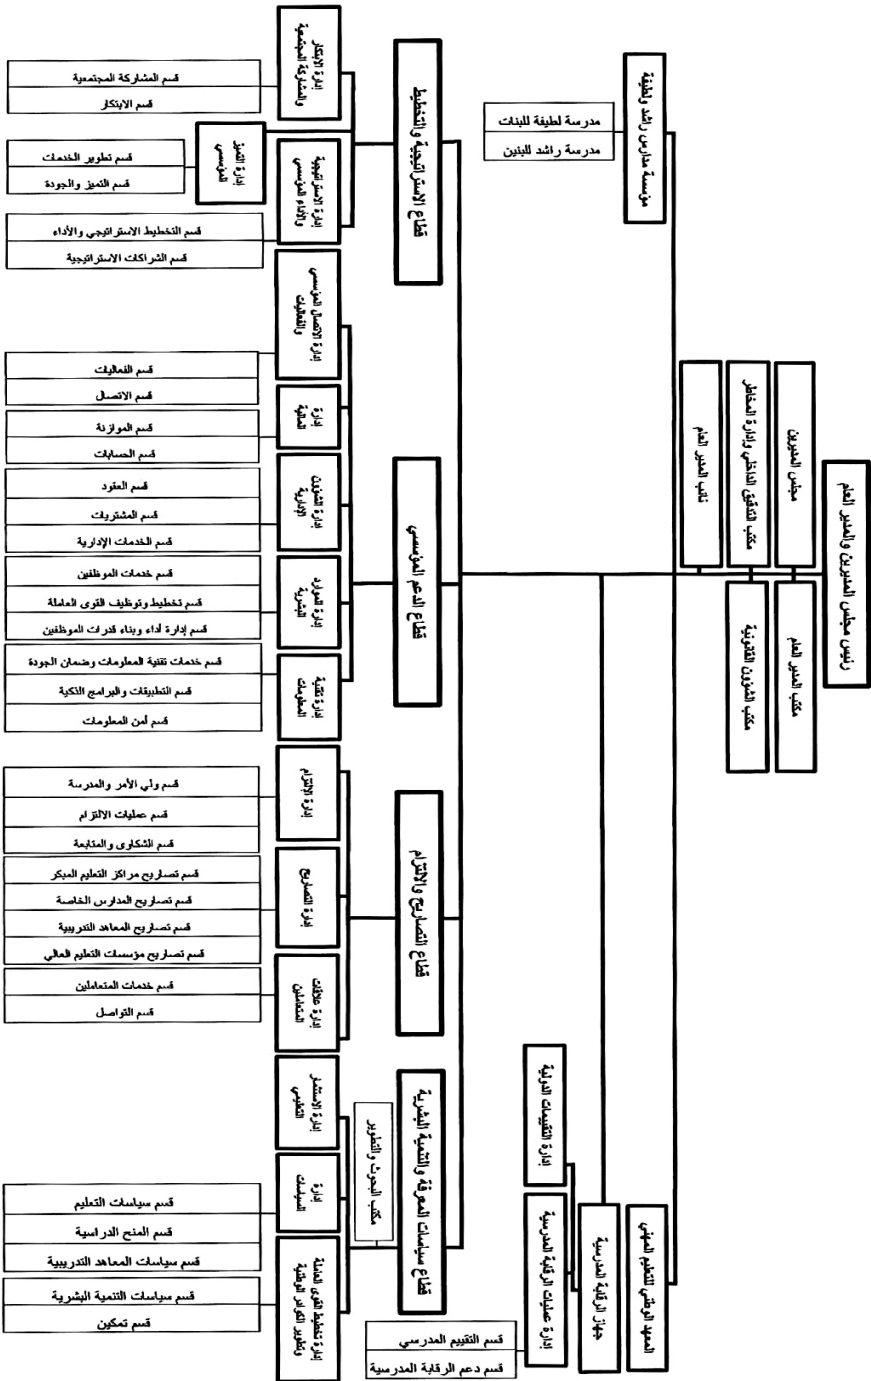 رئيس مجلس المديرين والمدير العام
مجلس المديرين
مكتب المدير العام
مكتب التدقيق الداخلي وإدارة المخاطر
مكتب الشؤون القانونية
نائب المدير العام
مؤسسة مدارس راشد ولطيفة
مدرسة لطيفة للبنات
مدرسة راشد للبنين
المعهد الوطني للتعليم المهني
جهاز الرقابة المدرسية
إدارة التقييمات الدولية
إدارة عمليات الرقابة المدرسية
قسم التقييم المدرسي
قسم دعم الرقابة المدرسية
قطاع الاستراتيجية والتخطيط
إدارة الابتكار
والمشاركة المجتمعية
قسم المشاركة المجتمعية
قسم الابتكار
إدارة التميز
المؤسسي
قسم تطوير الخدمات
قسم التميز والجودة
إدارة الاستراتيجية
والأداء المؤسسي
قسم التخطيط الاستراتيجي والأداء
قسم الشراكات الاستراتيجية
قطاع الدعم المؤسسي
إدارة الاتصال المؤسسي
والفعاليات
قسم الفعاليات
قسم الاتصال
إدارة
المالية
قسم الموازنة
قسم الحسابات
إدارة الشؤون
الإدارية
قسم العقود
قسم المشتريات
قسم الخدمات الإدارية
إدارة الموارد
البشرية
قسم خدمات الموظفين
قسم تخطيط وتوظيف القوى العاملة
قسم إدارة أداء وبناء قدرات الموظفين
إدارة تقنية
المعلومات
قسم خدمات تقنية المعلومات وضمان الجودة
قسم التطبيقات والبرامج الذكية
قسم أمن المعلومات
قطاع التصاريح والالتزام
إدارة الالتزام
قسم ولي الأمر والمدرسة
قسم عمليات الالتزام
قسم الشكاوى والمتابعة
إدارة التصاريح
قسم تصاريح مراكز التعليم المبكر
قسم تصاريح المدارس الخاصة
قسم تصاريح المعاهد التدريبية
قسم تصاريح مؤسسات التعليم العالي
إدارة علاقات
المتعاملين
قسم خدمات المتعاملين
قسم التواصل
قطاع سياسات المعرفة والتنمية البشرية
مكتب البحوث والتطوير
إدارة الاستثمار
التعليمي
إدارة
السياسات
قسم سياسات التعليم
قسم المنح الدراسية
قسم سياسات المعاهد التدريبية
إدارة تخطيط القوى العاملة
وتطوير الكوادر الوطنية
قسم سياسات التنمية البشرية
قسم تمكين